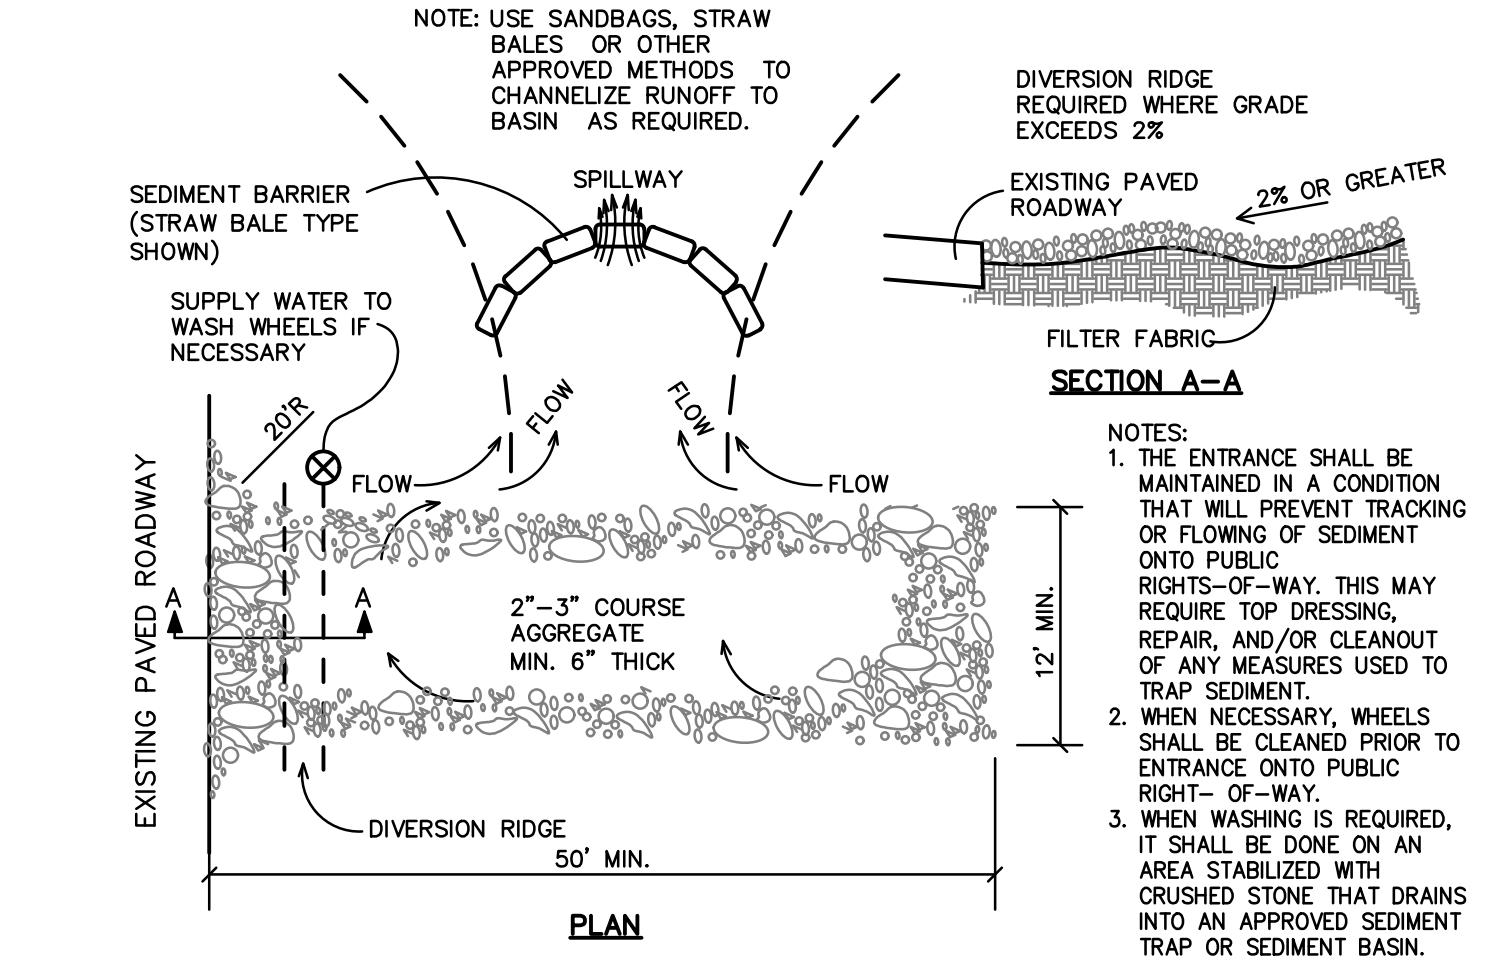 NOTE: USE SANDBAGS, STRAW
BALES OR OTHER
APPROVED METHODS TO
CHANNELIZE RUNOFF TO
BASIN AS REQUIRED.
DIVERSION RIDGE
REQUIRED WHERE GRADE
EXCEEDS 2%
SEDIMENT BARRIER
(STRAW BALE TYPE
SHOWN)
SPILLWAY
EXISTING PAVED
ROADWAY
2% OR GREATER
SUPPLY WATER TO
WASH WHEELS IF
NECESSARY
FILTER FABRIC
SECTION A-A
20'R
FLOW
FLOW
FLOW
FLOW
EXISTING PAVED ROADWAY
A
A
2"-3" COURSE
AGGREGATE
MIN. 6" THICK
12' MIN.
DIVERSION RIDGE
50' MIN.
PLAN
NOTES:
1. THE ENTRANCE SHALL BE
MAINTAINED IN A CONDITION
THAT WILL PREVENT TRACKING
OR FLOWING OF SEDIMENT
ONTO PUBLIC
RIGHTS-OF-WAY. THIS MAY
REQUIRE TOP DRESSING,
REPAIR, AND/OR CLEANOUT
OF ANY MEASURES USED TO
TRAP SEDIMENT.
2. WHEN NECESSARY, WHEELS
SHALL BE CLEANED PRIOR TO
ENTRANCE ONTO PUBLIC
RIGHT- OF-WAY.
3. WHEN WASHING IS REQUIRED,
IT SHALL BE DONE ON AN
AREA STABILIZED WITH
CRUSHED STONE THAT DRAINS
INTO AN APPROVED SEDIMENT
TRAP OR SEDIMENT BASIN.